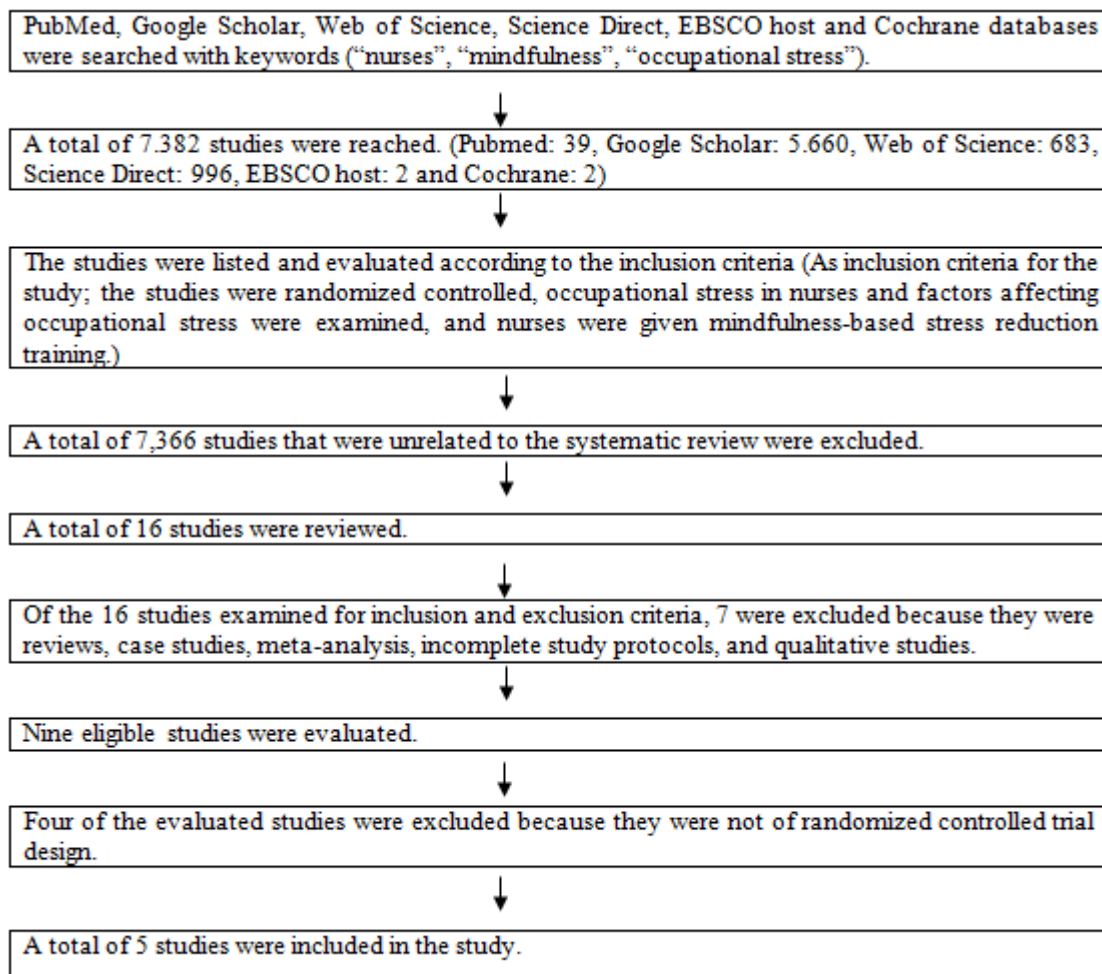 PubMed, Google Scholar, Web of Science, Science Direct, EBSCO host and Cochrane databases
were searched with keywords (“nurses”, “mindfulness”, “occupational stress”).
A total of 7.382 studies were reached. (Pubmed: 39, Google Scholar: 5.660, Web of Science: 683,
Science Direct: 996, EBSCO host: 2 and Cochrane: 2)
The studies were listed and evaluated according to the inclusion criteria (As inclusion criteria for the
study; the studies were randomized controlled, occupational stress in nurses and factors affecting
occupational stress were examined, and nurses were given mindfulness-based stress reduction
training.)
A total of 7,366 studies that were unrelated to the systematic review were excluded.
A total of 16 studies were reviewed.
Of the 16 studies examined for inclusion and exclusion criteria, 7 were excluded because they were
reviews, case studies, meta-analysis, incomplete study protocols, and qualitative studies.
Nine eligible studies were evaluated.
Four of the evaluated studies were excluded because they were not of randomized controlled trial
design.
A total of 5 studies were included in the study.